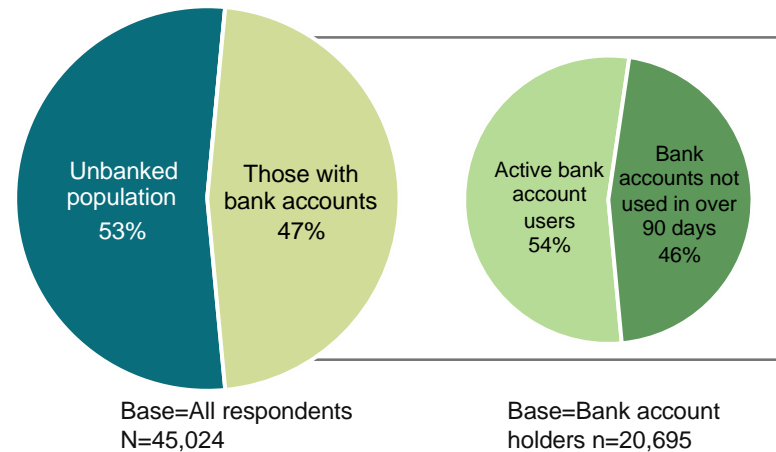 Unbanked
population
53%
Those with
bank accounts
47%
Active bank
account
users
54%
Bank
accounts not
used in over
90 days
46%
Base=All respondents
N=45,024
Base=Bank account
holders n=20,695